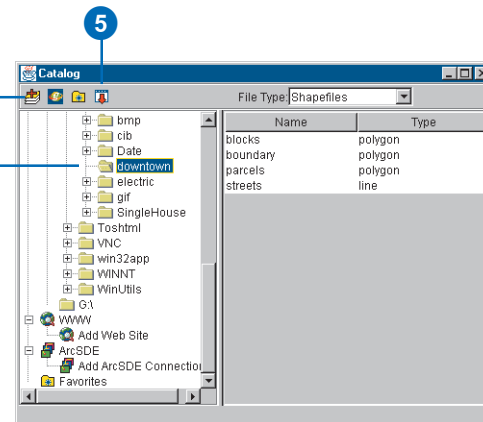 5
Catalog
File Type: Shapefiles
bmp
cib
Date
downtown
electric
gif
SingleHouse
Toshtml
VNC
win32app
WINNT
WinUtils
G:\
WWW
Add Web Site
ArcSDE
Add ArcSDE Connection
Favorites
Name Type
blocks polygon
boundary polygon
parcels polygon
streets line